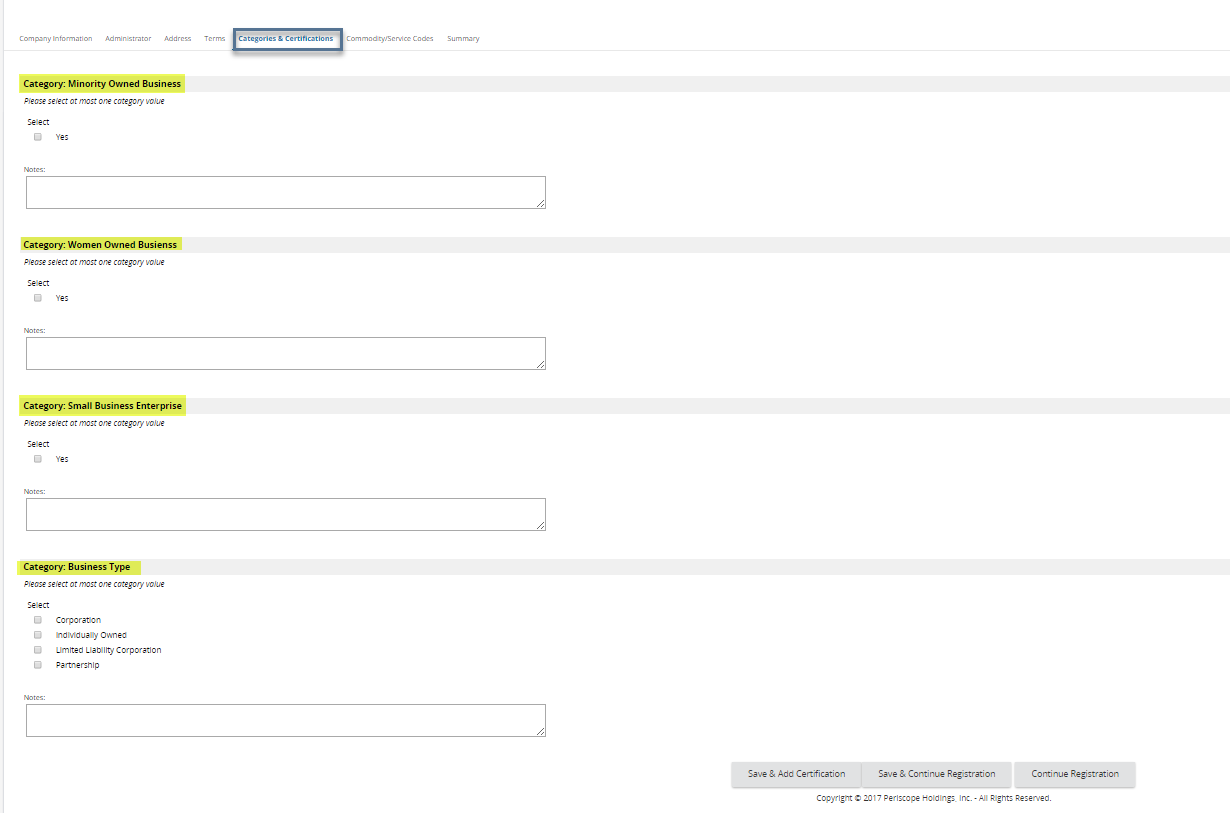 Company Information Administrator Address Terms Categories & Certifications Commodity/Service Codes Summary
Category: Minority Owned Business
Please select at most one category value
Select
Yes
Notes:
Category: Women Owned Busienss
Please select at most one category value
Select
Yes
Notes:
Category: Small Business Enterprise
Please select at most one category value
Select
Yes
Notes:
Category: Business Type
Please select at most one category value
Select
Corporation
Individually Owned
Limited Liability Corporation
Partnership
Notes:
Save & Add Certification Save & Continue Registration Continue Registration
Copyright © 2017 Periscope Holdings, Inc. - All Rights Reserved.